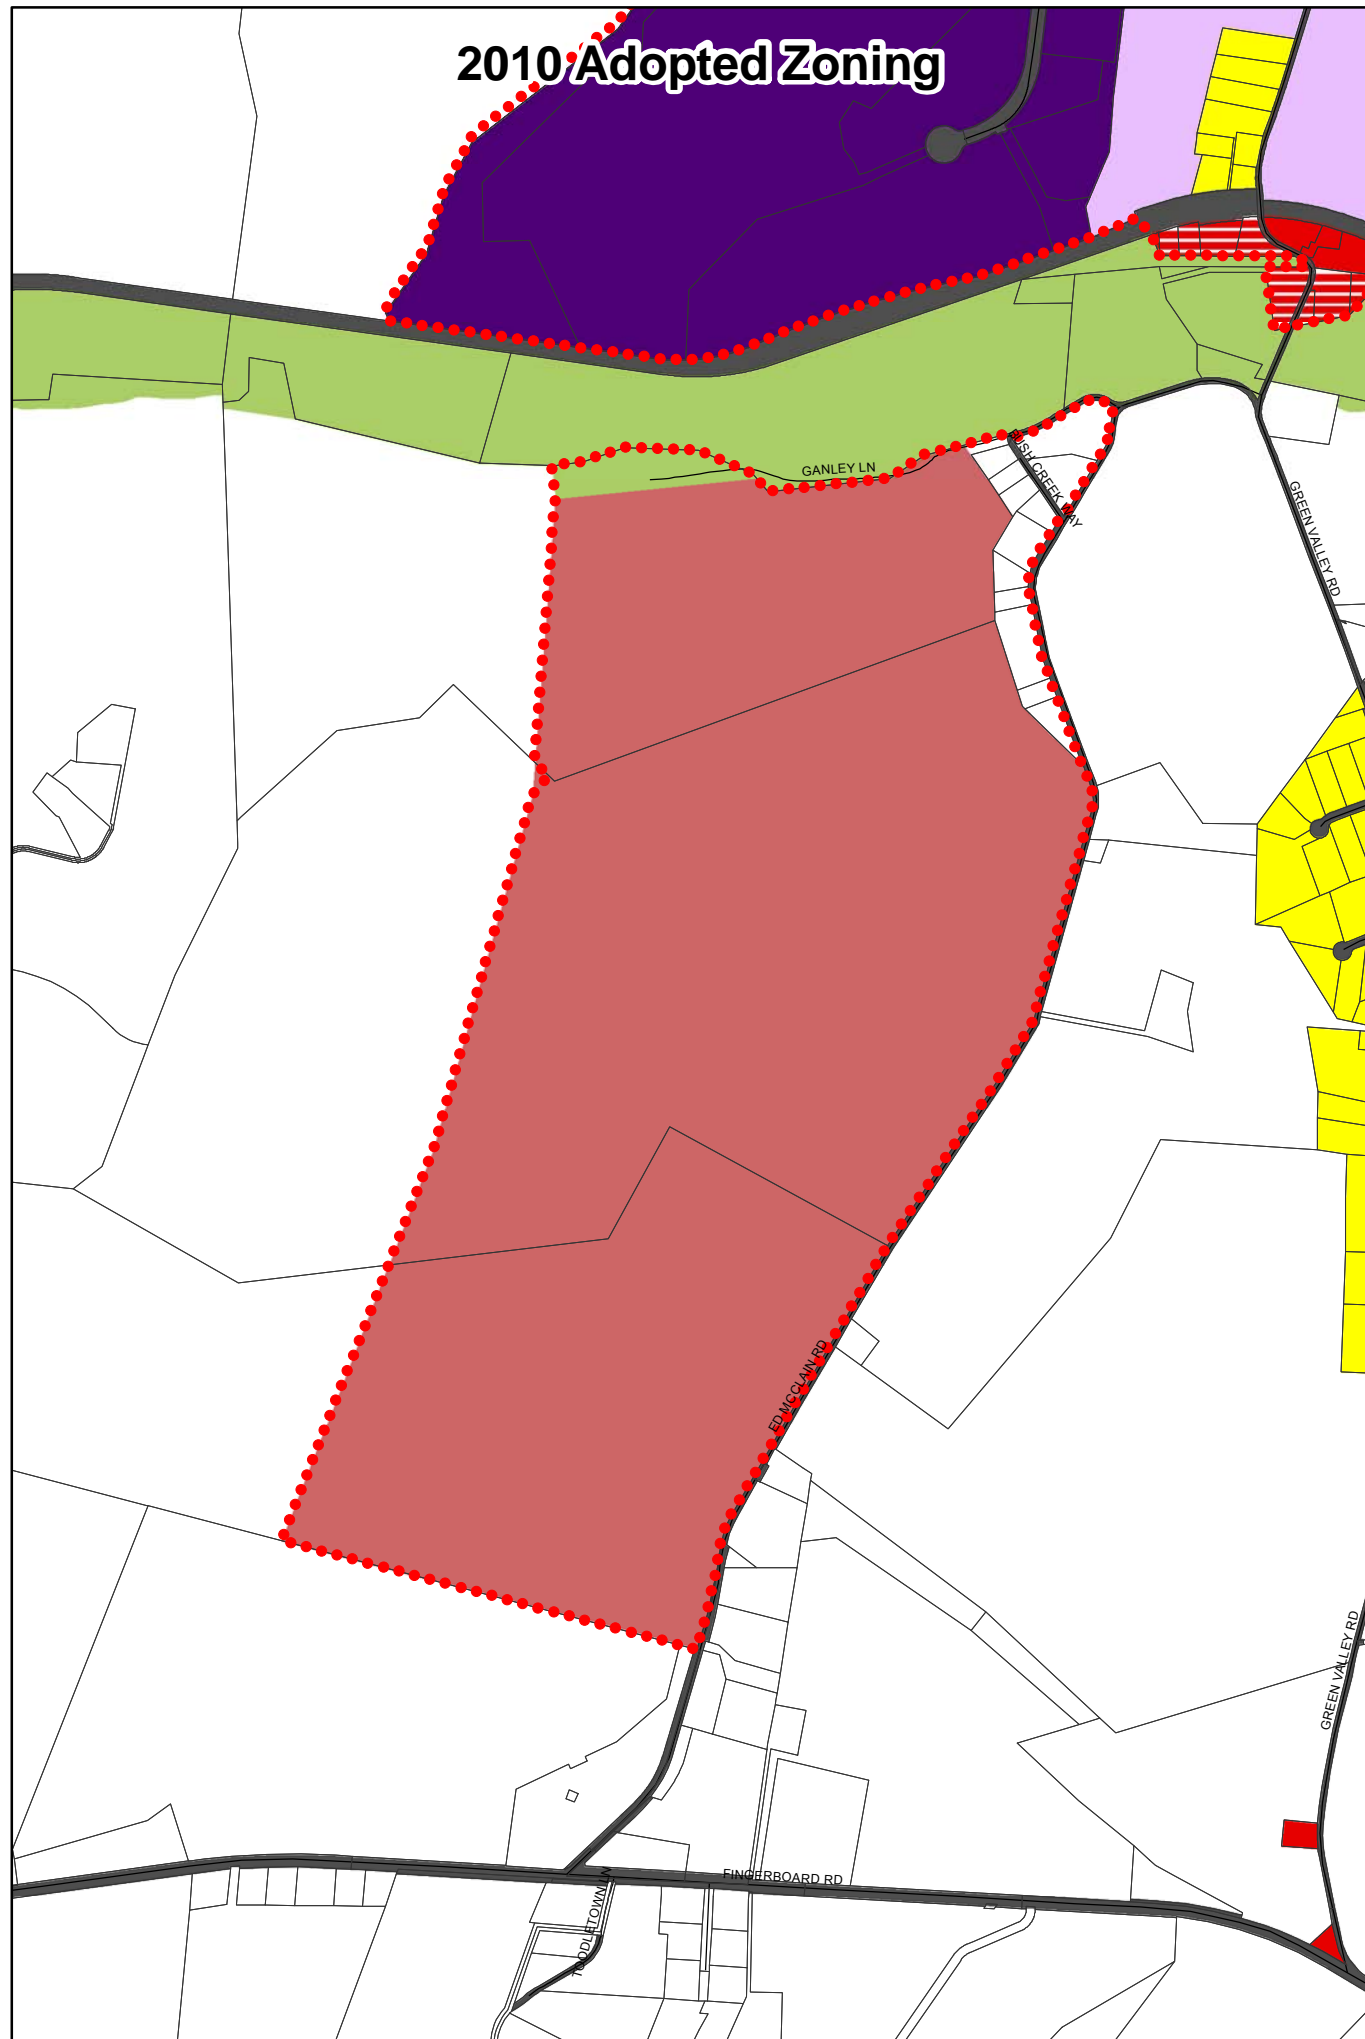 2010 Adopted Zoning
GANLEY LN
BUSH CREEK WAY
GREEN VALLEY RD
ED MCCLAIN RD
GREEN VALLEY RD
FINGERBOARD RD
TODDLETOWN LN